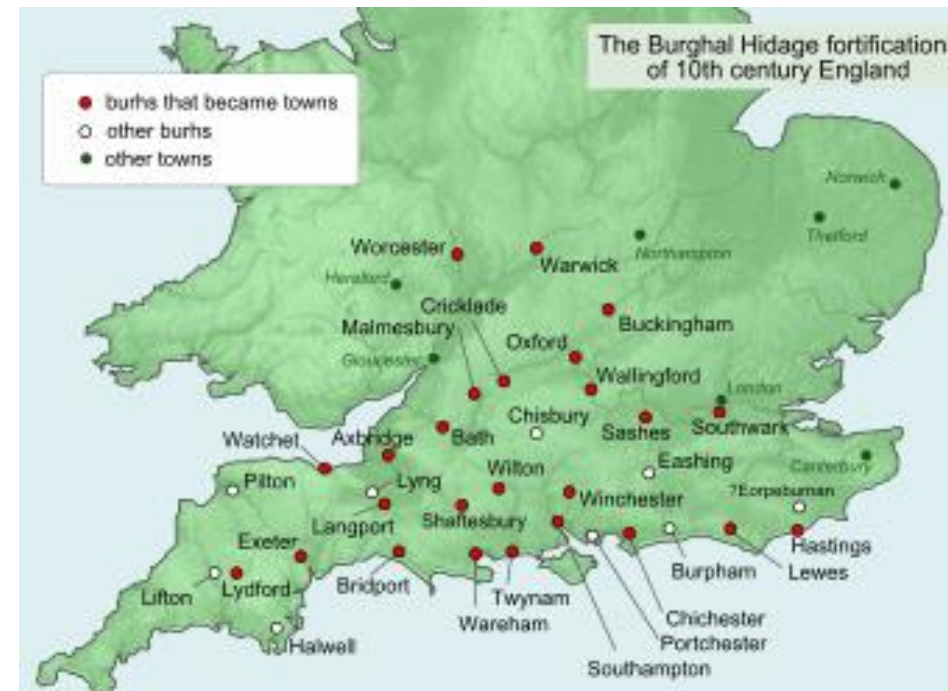 The Burghal Hidage fortification
of 10th century England
burhs that became towns
other burhs
other towns
Norwich
Thetford
Northampton
Worcester
Warwick
Hereford
Cricklade
Malmesbury
Buckingham
Oxford
Gloucester
Wallingford
London
Chisbury
Sashes
Southwark
Watchet
Axbridge
Bath
Eashing
Canterbury
Pilton
Lyng
Wilton
Winchester
?Eorpeburnan
Langport
Shaftesbury
Exeter
Hastings
Lifton
Lydford
Bridport
Twynam
Burpham
Lewes
Wareham
Chichester
Halwell
Portchester
Southampton